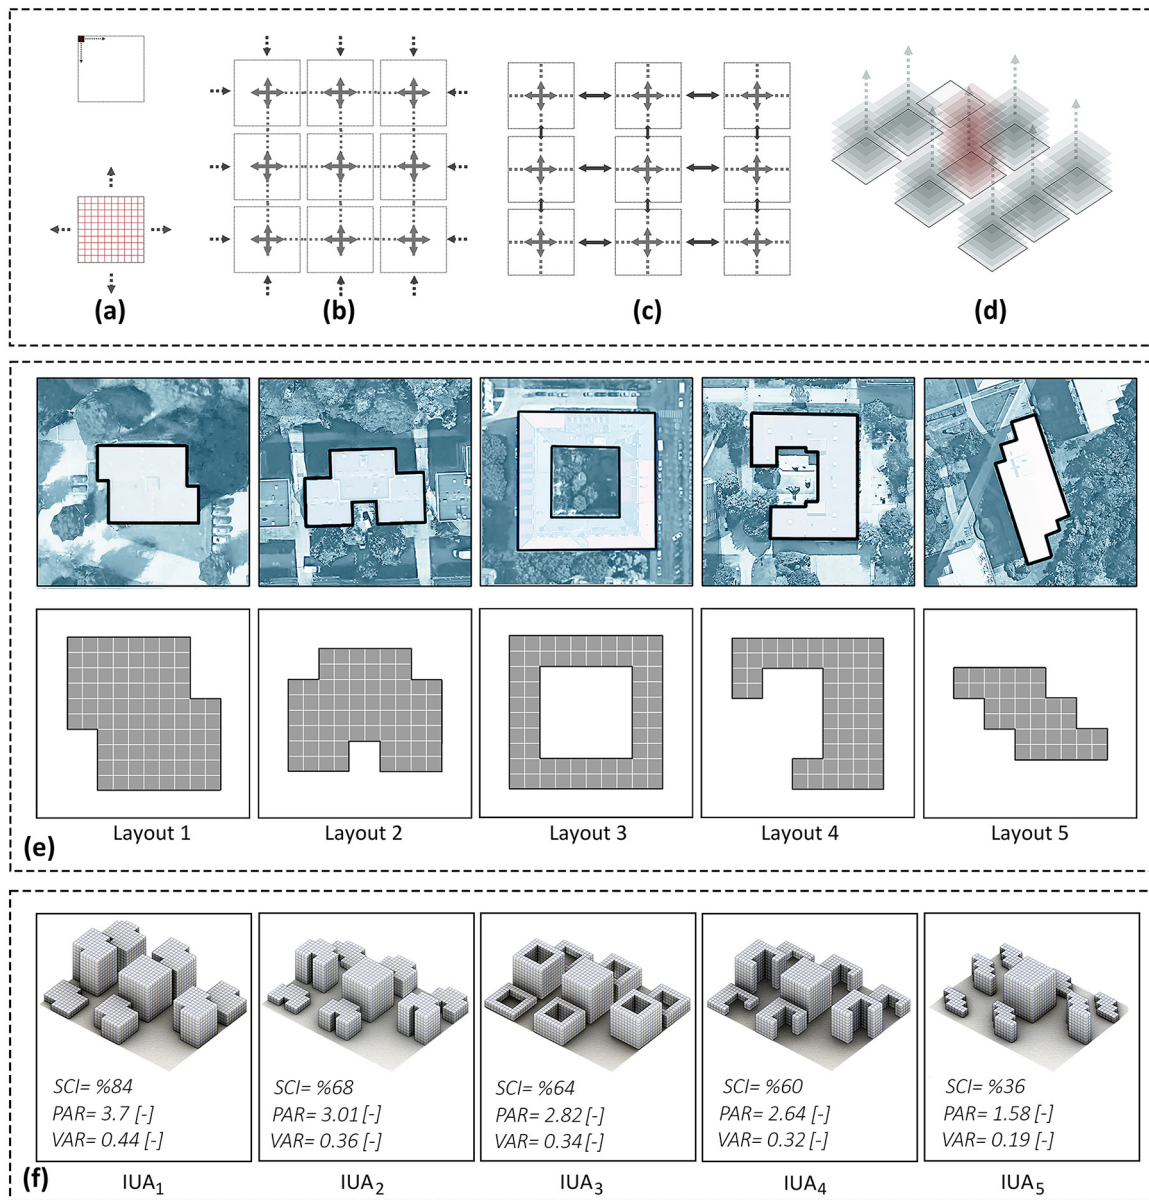 (a)
(b)
(c)
(d)
Layout 1
Layout 2
Layout 3
Layout 4
Layout 5
(e)
SCI= %84
PAR= 3.7 [-]
VAR= 0.44 [-]
SCI= %68
PAR= 3.01 [-]
VAR= 0.36 [-]
SCI= %64
PAR= 2.82 [-]
VAR= 0.34 [-]
SCI= %60
PAR= 2.64 [-]
VAR= 0.32 [-]
SCI= %36
PAR= 1.58 [-]
VAR= 0.19 [-]
(f)
IUA1
IUA2
IUA3
IUA4
IUA5